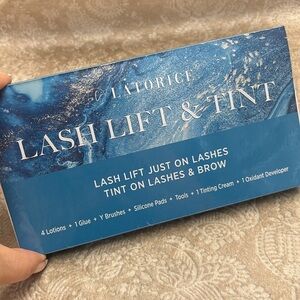 LATORICE
LASH LIFT & TINT
LASH LIFT JUST ON LASHES
TINT ON LASHES & BROW
4 Lotions + 1 Glue + Y Brushes + Silicone Pads + Tools + 1 Tinting Cream + 1 Oxidant Developer